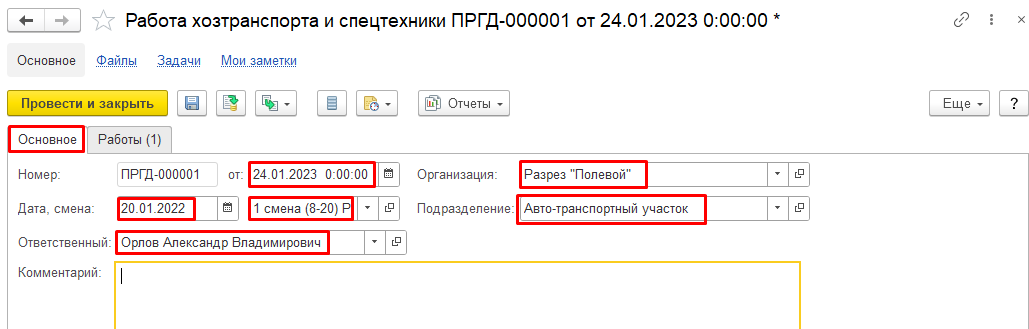 Работа хозтранспорта и спецтехники ПРГД-000001 от 24.01.2023 0:00:00 *
Основное Файлы Задачи Мои заметки
Провести и закрыть Отчеты Еще ?
Основное Работы (1)
Номер: ПРГД-000001 от: 24.01.2023 0:00:00 Организация: Разрез "Полевой"
Дата, смена: 20.01.2022 1 смена (8-20) Р Подразделение: Авто-транспортный участок
Ответственный: Орлов Александр Владимирович
Комментарий: